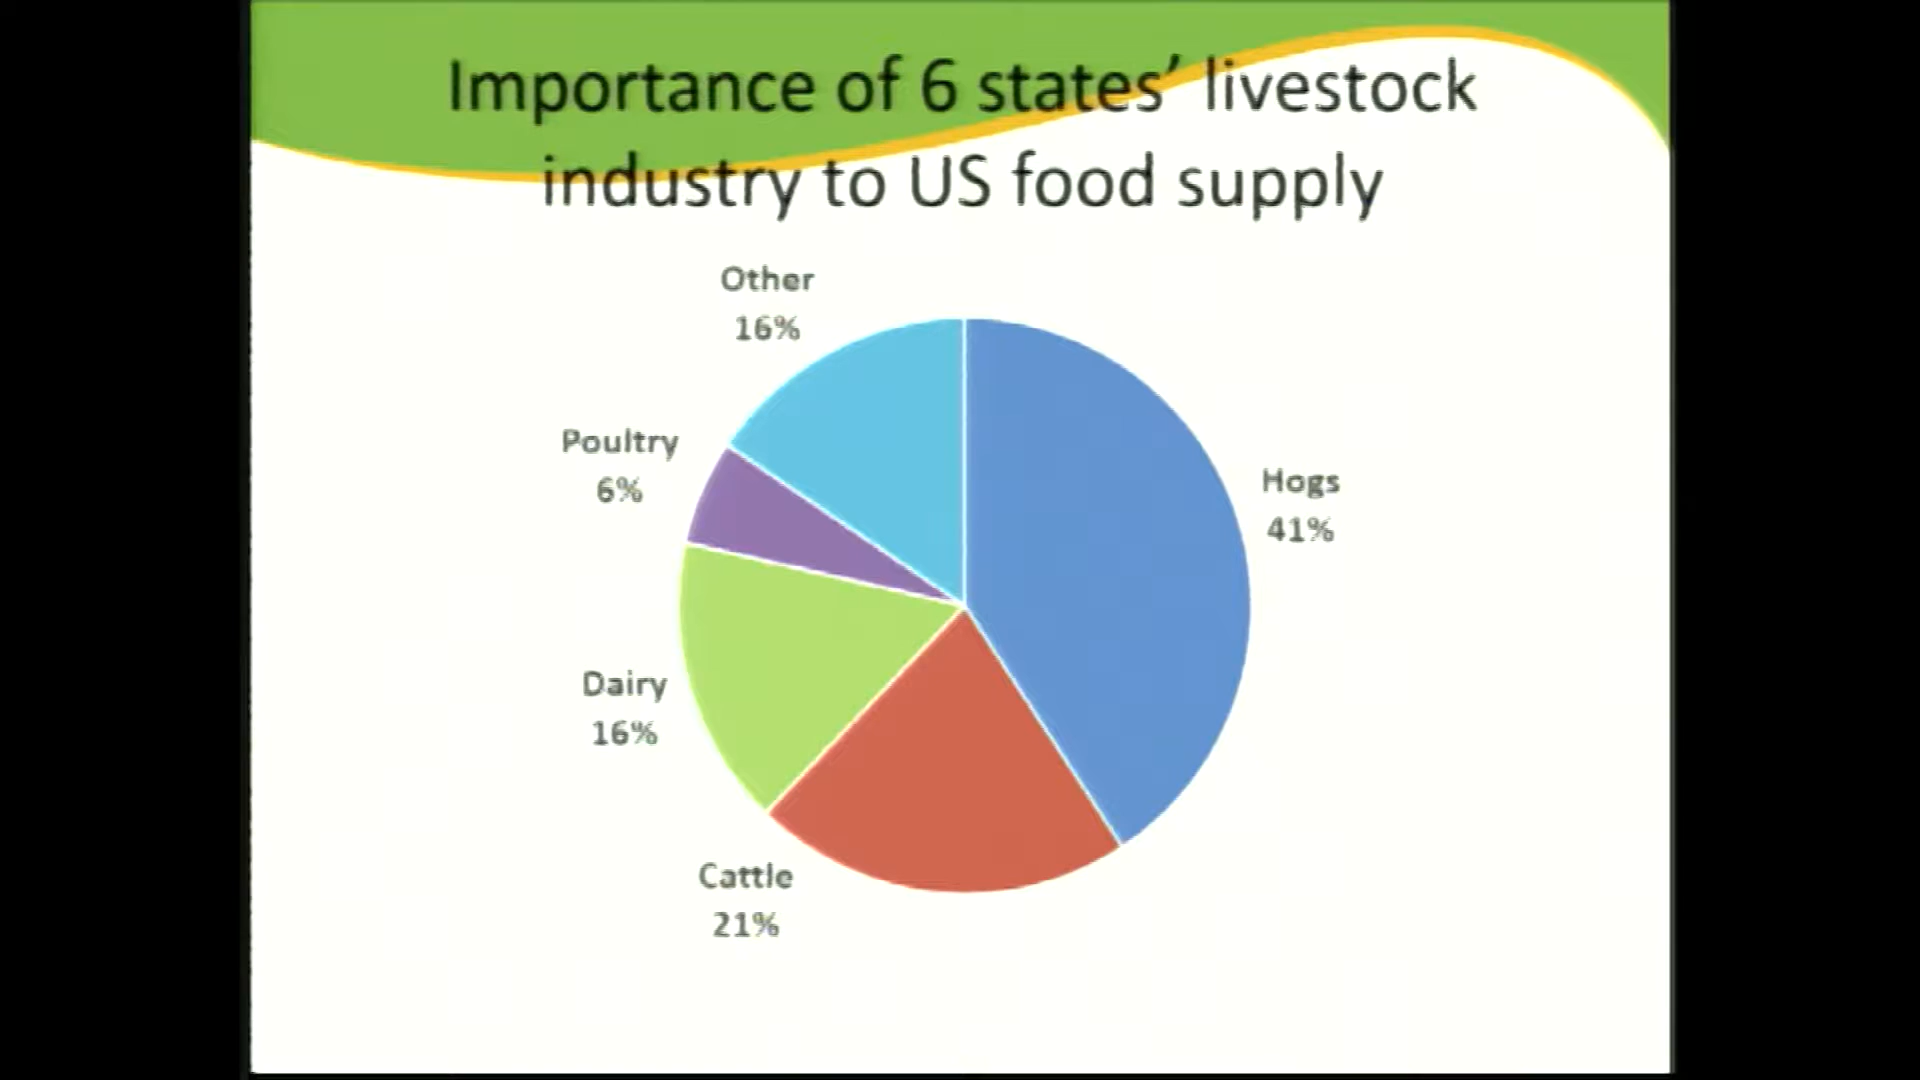 Importance of 6 states’ livestock
industry to US food supply
Other
16%
Poultry
6%
Hogs
41%
Dairy
16%
Cattle
21%